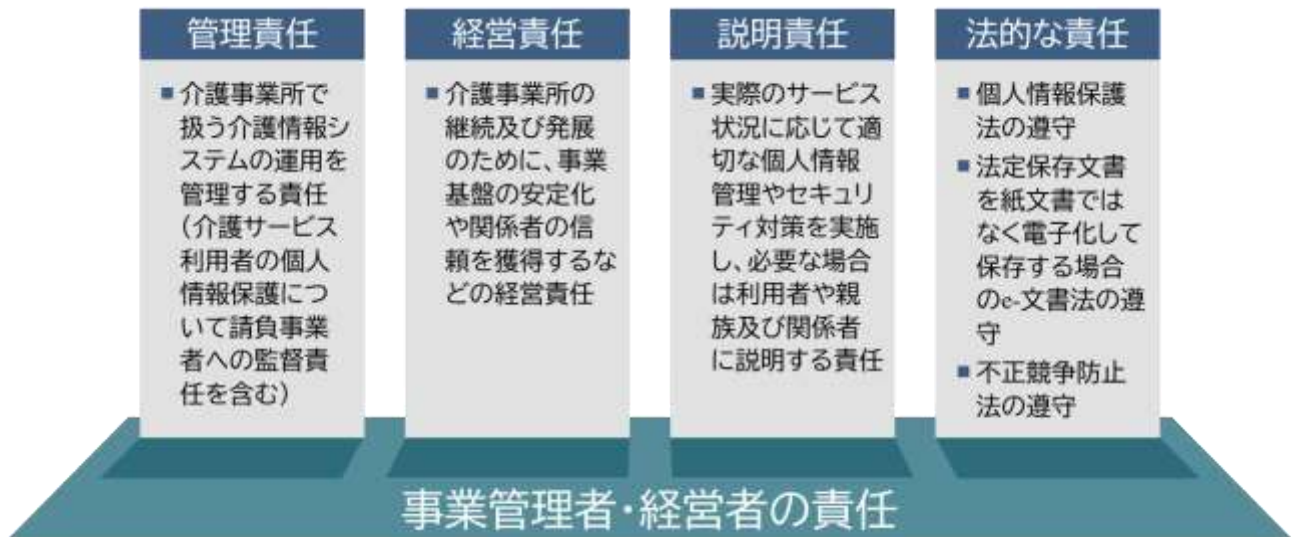 管理責任
■ 介護事業所で
扱う介護情報シ
ステムの運用を
管理する責任
（介護サービス
利用者の個人
情報保護につ
いて請負事業
者への監督責
任を含む）
経営責任
■ 介護事業所の
継続及び発展
のために、事業
基盤の安定化
や関係者の信
頼を獲得するな
どの経営責任
説明責任
■ 実際のサービス
状況に応じて適
切な個人情報
管理やセキュリ
ティ対策を実施
し、必要な場合
は利用者や親
族及び関係者
に説明する責任
法的な責任
■ 個人情報保護
法の遵守
■ 法定保存文書
を紙文書では
なく電子化して
保存する場合
のe-文書法の遵
守
■ 不正競争防止
法の遵守
事業管理者・経営者の責任